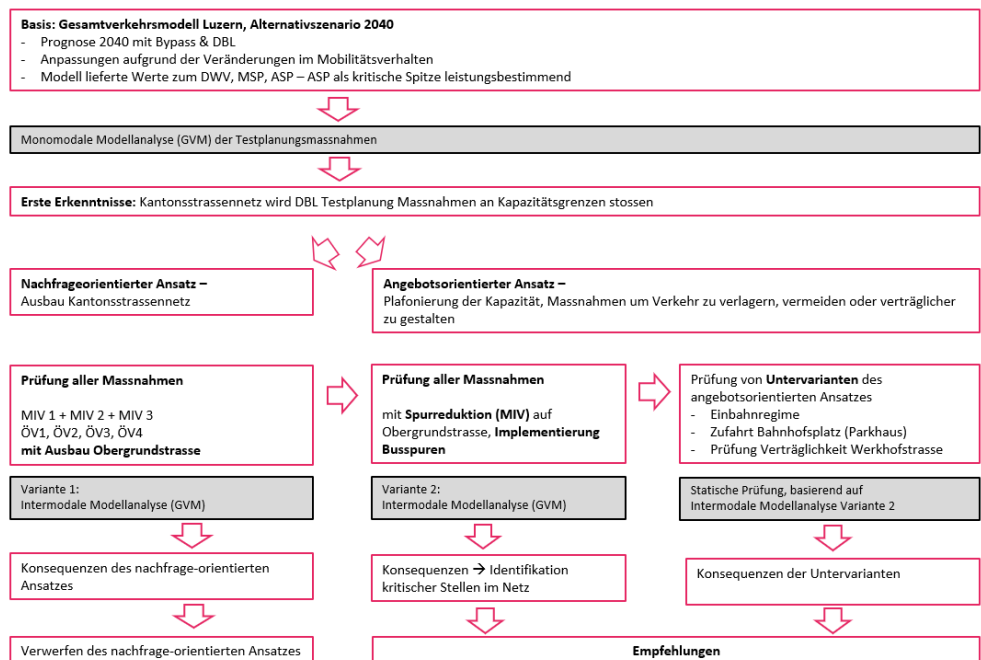 Basis: Gesamtverkehrsmodell Luzern, Alternativszenario 2040
- Prognose 2040 mit Bypass & DBL
- Anpassungen aufgrund der Veränderungen im Mobilitätsverhalten
- Modell lieferte Werte zum DWV, MSP, ASP – ASP als kritische Spitze leistungsbestimmend
Monomodale Modellanalyse (GVM) der Testplanungsmassnahmen
Erste Erkenntnisse: Kantonsstrassennetz wird DBL Testplanung Massnahmen an Kapazitätsgrenzen stossen
Nachfrageorientierter Ansatz –
Ausbau Kantonsstrassennetz
Angebotsorientierter Ansatz –
Plafonierung der Kapazität, Massnahmen um Verkehr zu verlagern, vermeiden oder verträglicher
zu gestalten
Prüfung aller Massnahmen
MIV 1 + MIV 2 + MIV 3
ÖV1, ÖV2, ÖV3, ÖV4
mit Ausbau Obergrundstrasse
Prüfung aller Massnahmen
mit Spurreduktion (MIV) auf
Obergrundstrasse, Implementierung
Busspuren
Prüfung von Untervarianten des
angebotsorientierten Ansatzes
- Einbahnregime
- Zufahrt Bahnhofsplatz (Parkhaus)
- Prüfung Verträglichkeit Werkhofstrasse
Variante 1:
Intermodale Modellanalyse (GVM)
Variante 2:
Intermodale Modellanalyse (GVM)
Statische Prüfung, basierend auf
Intermodale Modellanalyse Variante 2
Konsequenzen des nachfrage-orientierten
Ansatzes
Konsequenzen → Identifikation
kritischer Stellen im Netz
Konsequenzen der Untervarianten
Verwerfen des nachfrage-orientierten Ansatzes
Empfehlungen